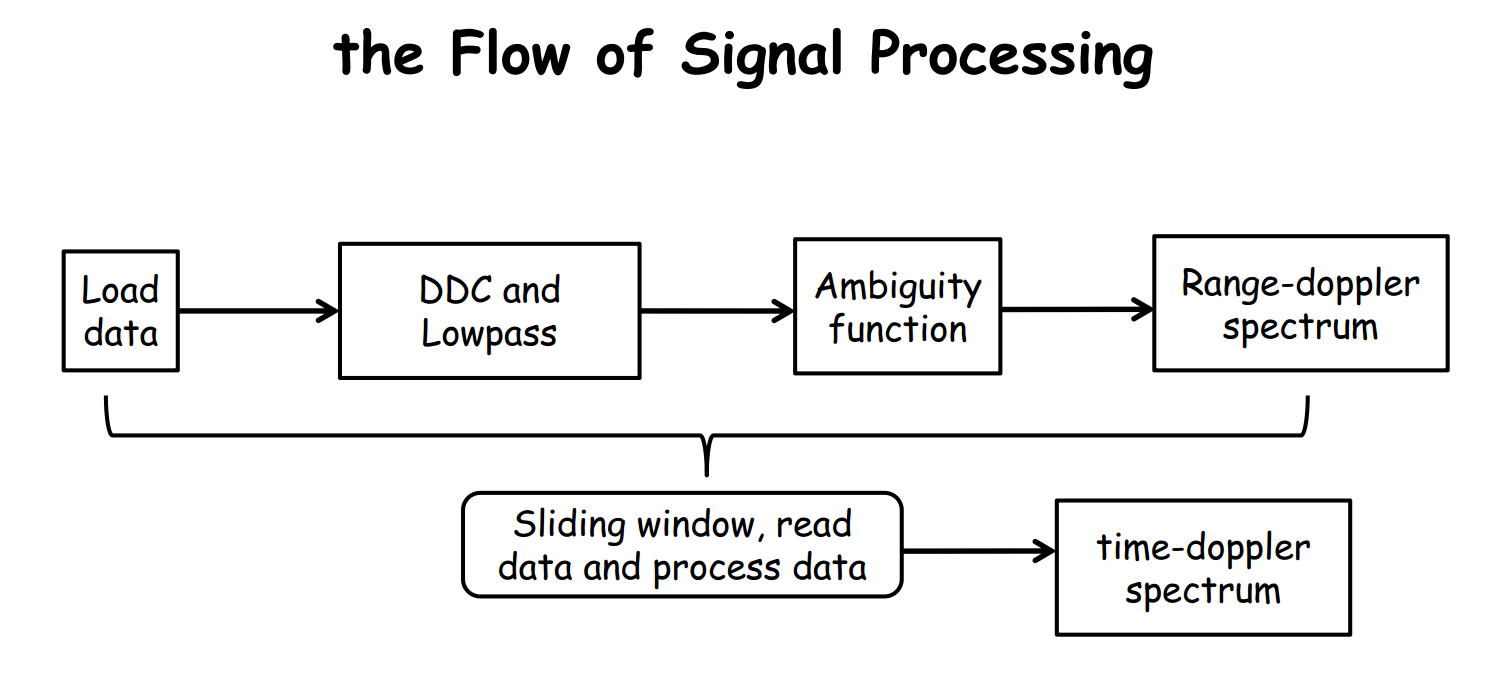 the Flow of Signal Processing
Load
data
DDC and
Lowpass
Ambiguity
function
Range-doppler
spectrum
Sliding window, read
data and process data
time-doppler
spectrum